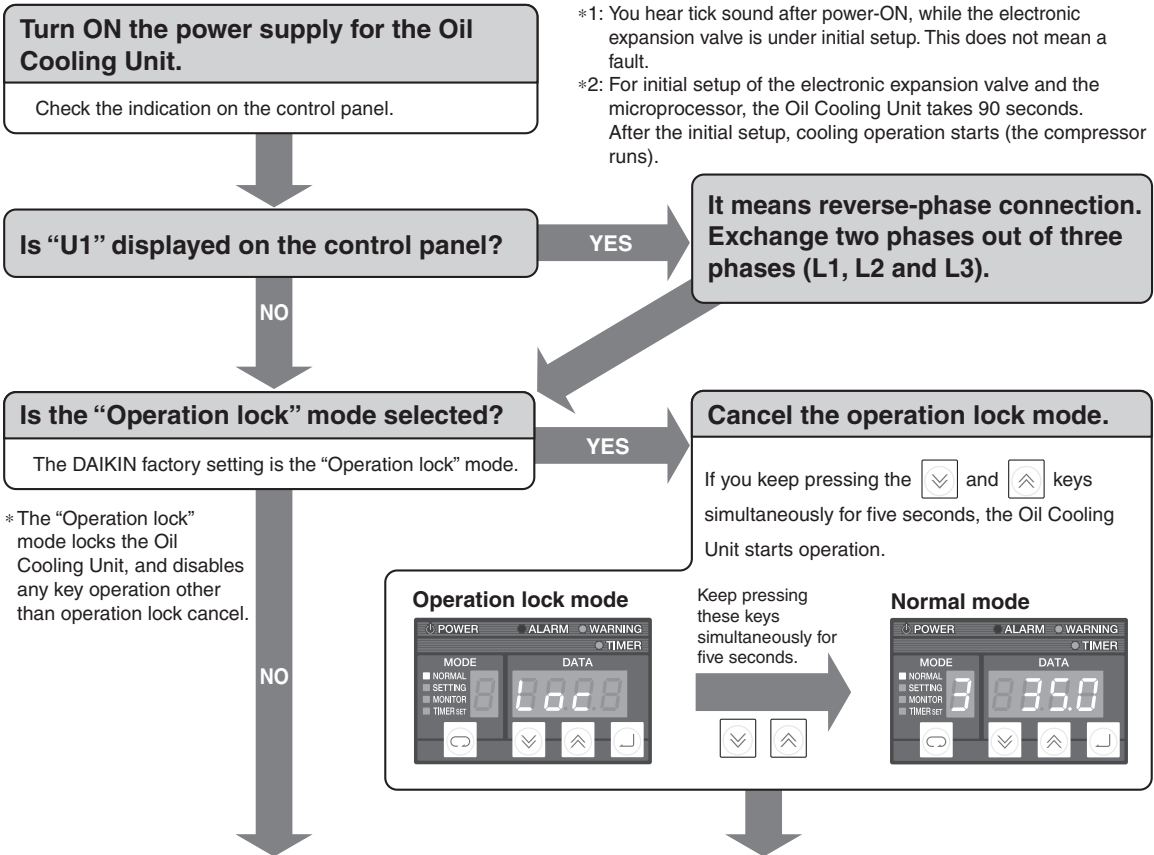 Turn ON the power supply for the Oil
Cooling Unit.
Check the indication on the control panel.
*1: You hear tick sound after power-ON, while the electronic
expansion valve is under initial setup. This does not mean a
fault.
*2: For initial setup of the electronic expansion valve and the
microprocessor, the Oil Cooling Unit takes 90 seconds.
After the initial setup, cooling operation starts (the compressor
runs).
Is “U1” displayed on the control panel?
YES
It means reverse-phase connection.
Exchange two phases out of three
phases (L1, L2 and L3).
NO
Is the “Operation lock” mode selected?
The DAIKIN factory setting is the “Operation lock” mode.
YES
Cancel the operation lock mode.
If you keep pressing the and keys
simultaneously for five seconds, the Oil Cooling
Unit starts operation.
* The “Operation lock”
mode locks the Oil
Cooling Unit, and disables
any key operation other
than operation lock cancel.
NO
Operation lock mode
POWER ALARM WARNING
TIMER
MODE DATA
NORMAL
SETTING
MONITOR
TIMER SET
Loc
Keep pressing
these keys
simultaneously for
five seconds.
Normal mode
POWER ALARM WARNING
TIMER
MODE DATA
NORMAL
SETTING
MONITOR
TIMER SET
3 35.0